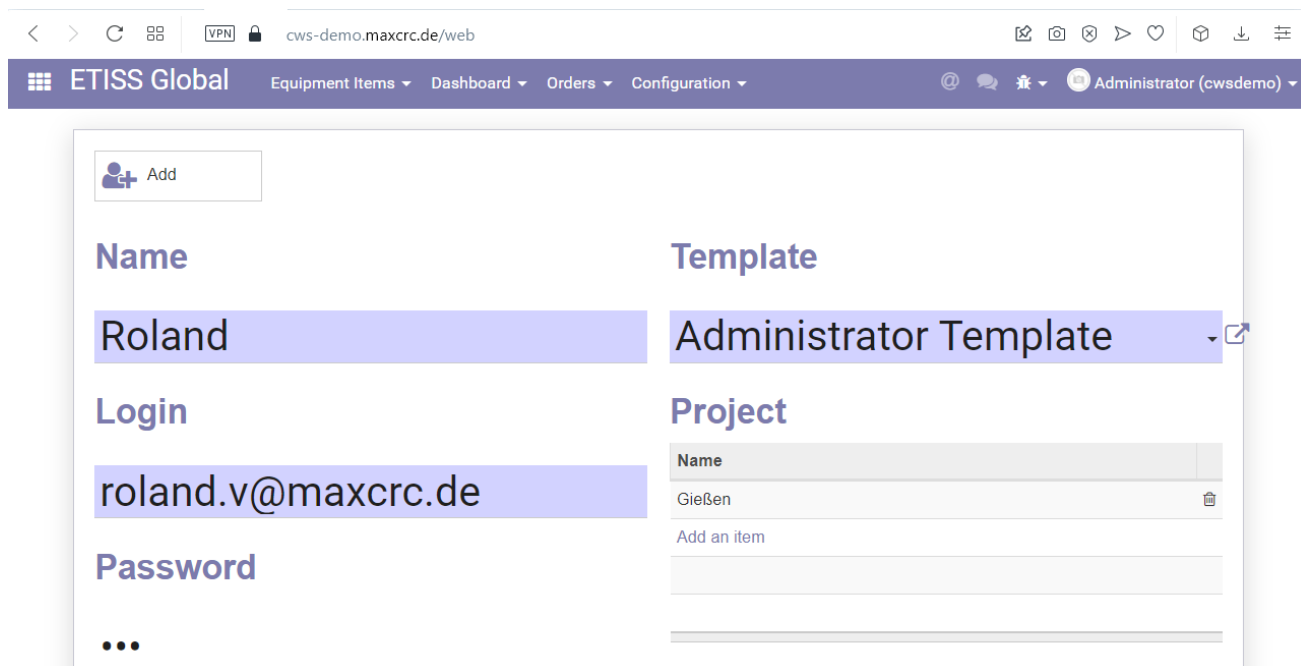 VPN cws-demo.maxcrc.de/web
ETISS Global Equipment Items Dashboard Orders Configuration @ Administrator (cwsdemo)
Add
Name
Template
Roland
Administrator Template
Login
Project
Name
roland.v@maxcrc.de
Gießen
Add an item
Password
•••